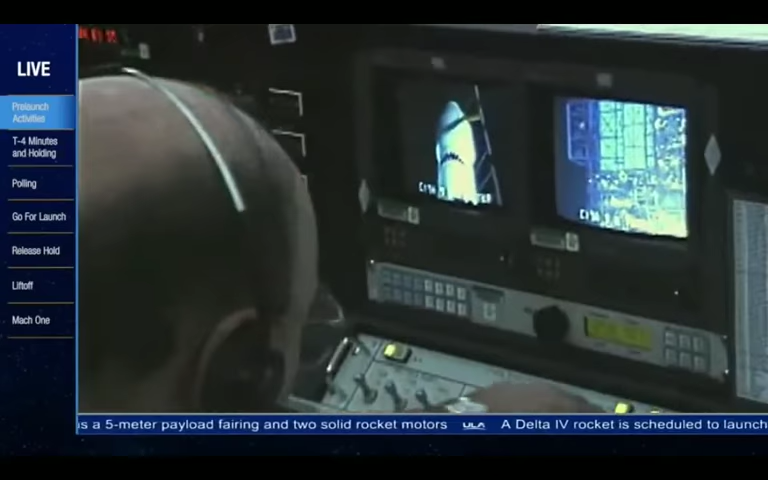 LIVE
Prelaunch
Activities
T-4 Minutes
and Holding
Polling
Go For Launch
Release Hold
Liftoff
Mach One
s a 5-meter payload fairing and two solid rocket motors ULA A Delta IV rocket is scheduled to launch